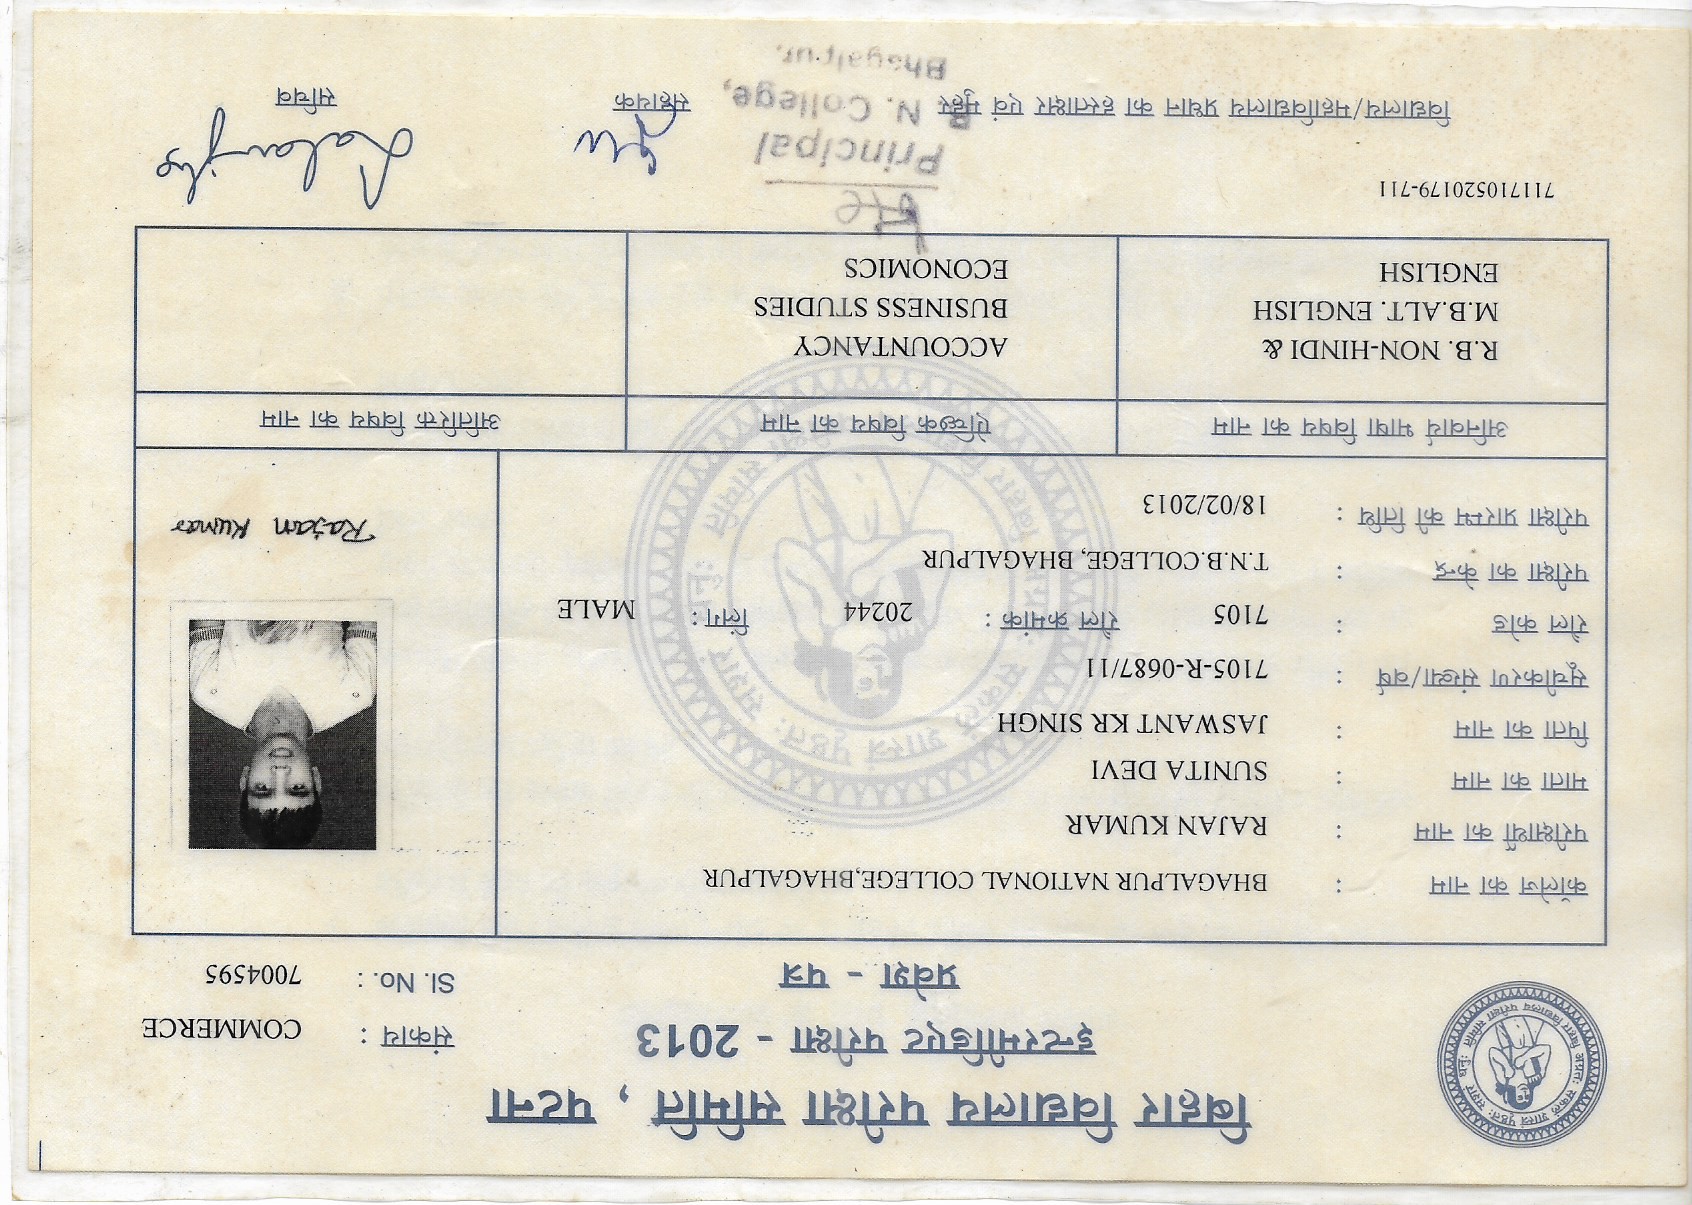 बिहार विद्यालय परीक्षा समिति, पटना
इन्टरमीडिएट परीक्षा - 2013
प्रवेश - पत्र
संकाय : COMMERCE
Sl. No. : 7004595
कॉलेज का नाम : BHAGALPUR NATIONAL COLLEGE,BHAGALPUR
परीक्षार्थी का नाम : RAJAN KUMAR
माता का नाम : SUNITA DEVI
पिता का नाम : JASWANT KR SINGH
सूचीकरण संख्या/वर्ष : 7105-R-0687/11
रौल कोड : 7105 रौल क्रमांक : 20244 लिंग : MALE
परीक्षा का केन्द्र : T.N.B.COLLEGE, BHAGALPUR
परीक्षा प्रारम्भ की तिथि : 18/02/2013
Rajan Kumar
अनिवार्य भाषा विषय का नाम
R.B. NON-HINDI &
M.B.ALT. ENGLISH
ENGLISH
ऐच्छिक विषय का नाम
ACCOUNTANCY
BUSINESS STUDIES
ECONOMICS
अतिरिक्त विषय का नाम
711710520179-711
Principal
B. N. College,
Bhagalpur.
विद्यालय/महाविद्यालय प्रधान का हस्ताक्षर एवं मुहर
सहायक
सचिव